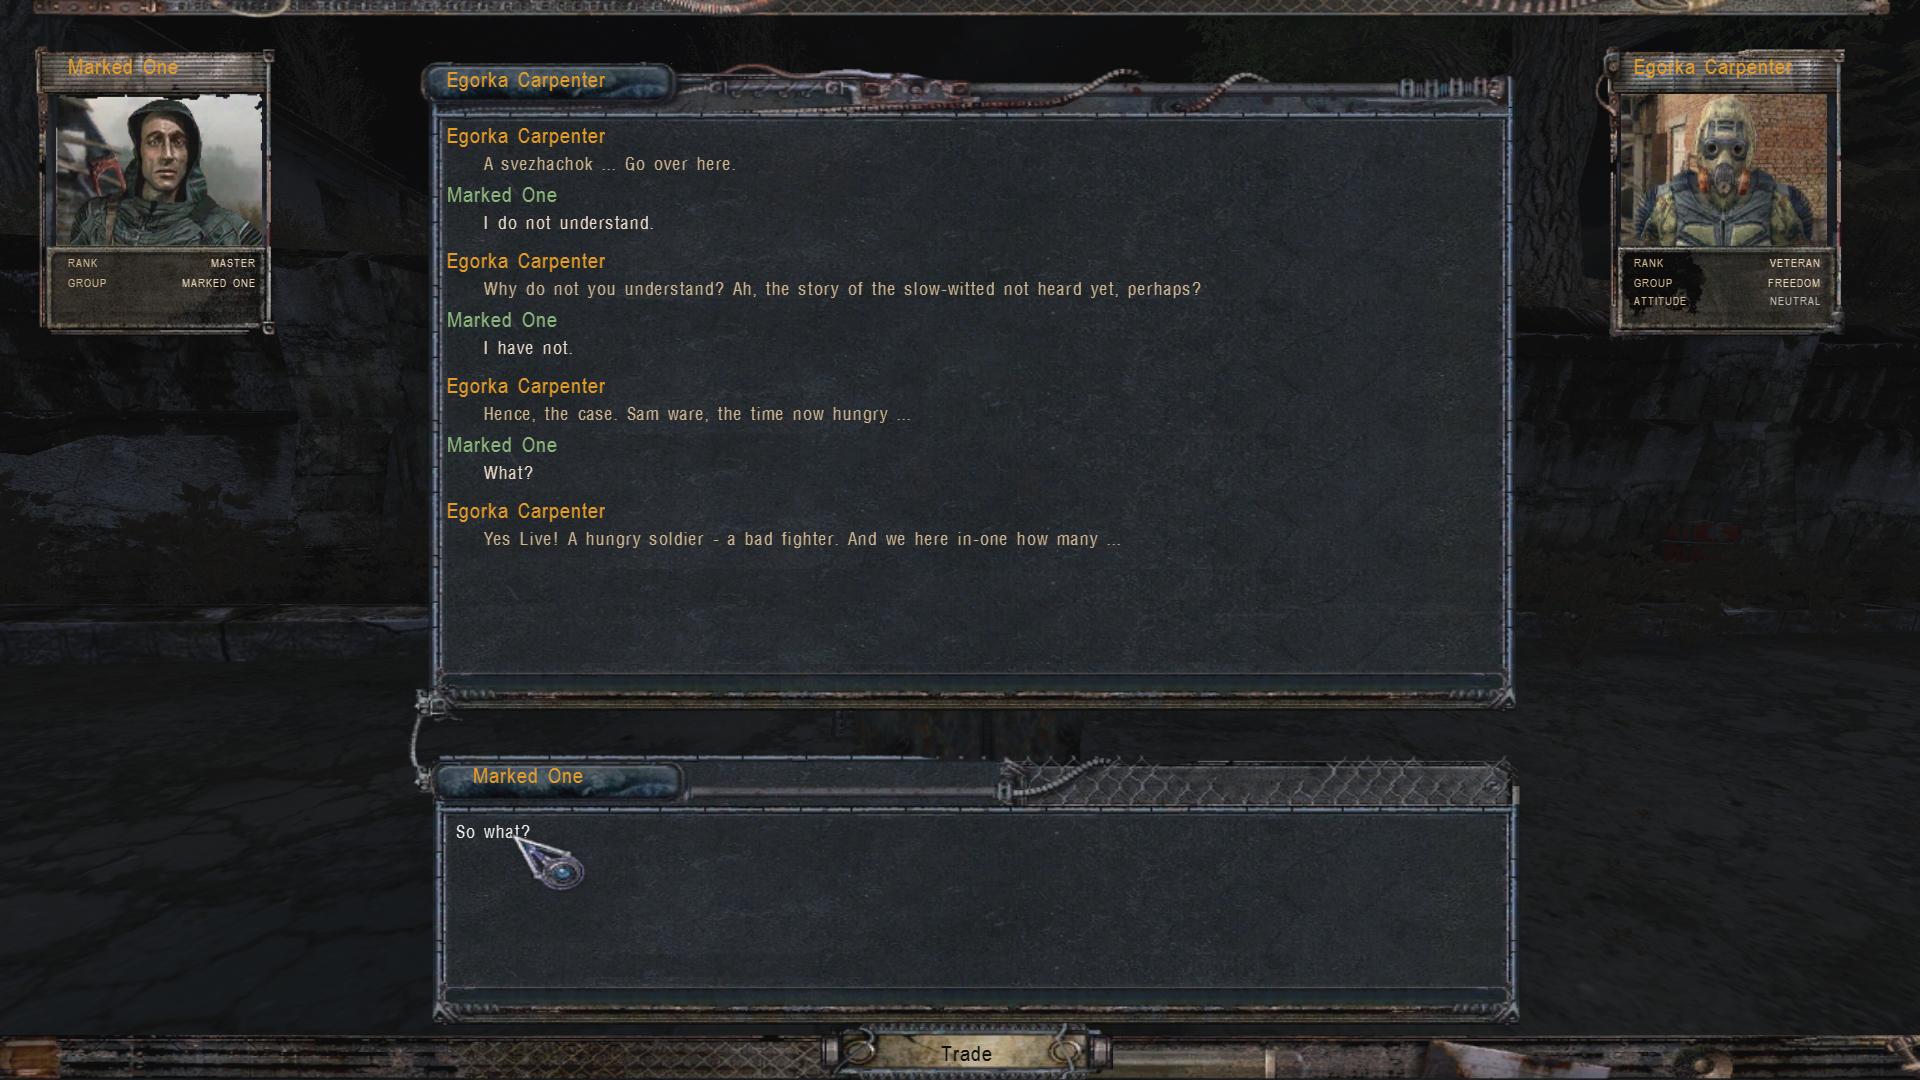 Marked One
RANK MASTER
GROUP MARKED ONE
Egorka Carpenter
Egorka Carpenter
A svezhachok ... Go over here.
Marked One
I do not understand.
Egorka Carpenter
Why do not you understand? Ah, the story of the slow-witted not heard yet, perhaps?
Marked One
I have not.
Egorka Carpenter
Hence, the case. Sam ware, the time now hungry ...
Marked One
What?
Egorka Carpenter
Yes Live! A hungry soldier - a bad fighter. And we here in-one how many ...
Egorka Carpenter
RANK VETERAN
GROUP FREEDOM
ATTITUDE NEUTRAL
Marked One
So what?
Trade